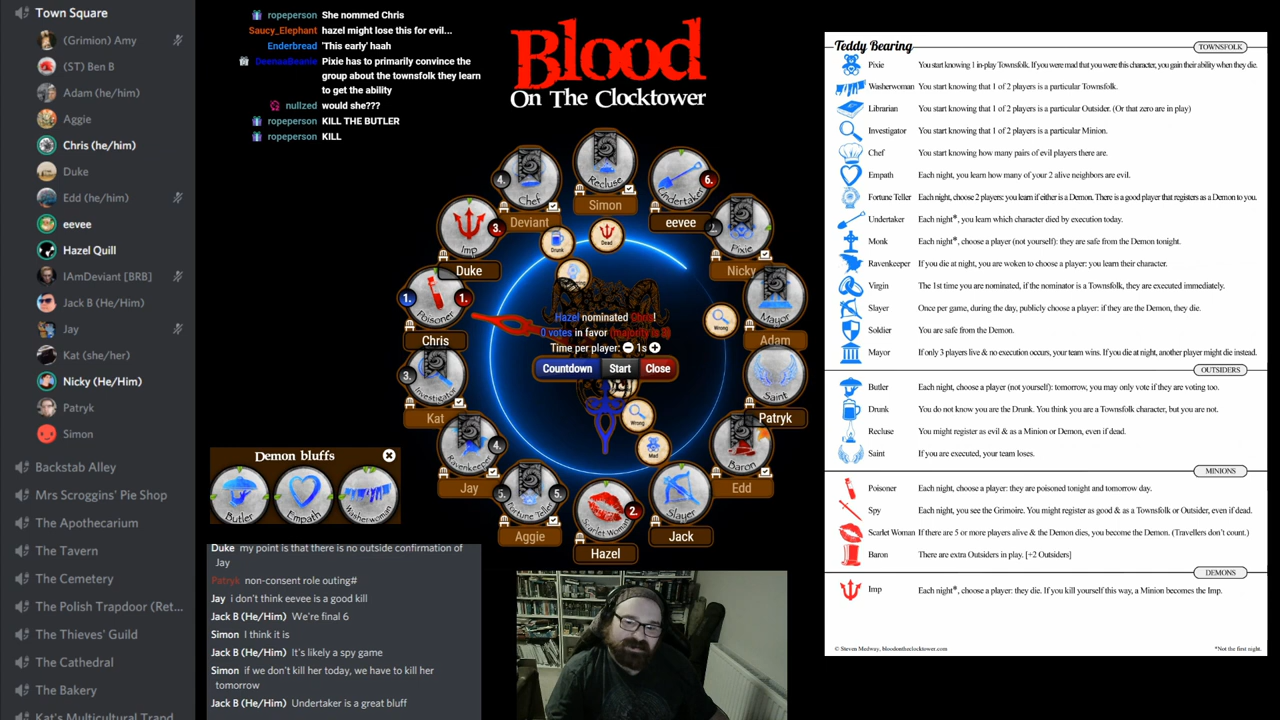 Town Square
(Grimlon) Amy
(ST) Ben B
Adam (he/him)
Aggie
Chris (he/him)
Duke
Edd (he/him)
eevee
Hazel Quill
IAmDeviant [BRB]
Jack B (He/Him)
Jay
Kat (she/her)
Nicky (He/Him)
Patryk
Simon
Backstab Alley
Mrs Scroggins' Pie Shop
The Apothecarium
The Tavern
The Cemetery
The Polish Trapdoor (Ret...
The Thieves' Guild
The Cathedral
The Bakery
Kat's Multicultural Trand
ropeperson She nommed Chris
Saucy_Elephant hazel might lose this for evil...
Enderbread 'This early' haah
DeenaaBeanie Pixie has to primarily convince the
group about the townsfolk they learn
to get the ability
nullzed would she???
ropeperson KILL THE BUTLER
ropeperson KILL
Blood
On The Clocktower
Recluse
Simon
Undertaker
6.
eevee
Pixie
Nicky
Mayor
Adam
Saint
Patryk
Baron
Edd
Slayer
Jack
Scarlet Woman
2.
Hazel
Fortune Teller
5.
5.
Aggie
Ravenkeeper
4.
Jay
Investigator
3.
Kat
Poisoner
1.
1.
Chris
Imp
3.
Duke
Chef
4.
Deviant
Drunk
Dead
Wrong
Wrong
Mad
Hazel nominated Chris!
0 votes in favor
Time per player: 1s
Countdown
Start
Close
Demon bluffs
Butler
Empath
Washerwoman
Duke my point is that there is no outside confirmation of
Jay
Patryk non-consent role outing#
Jay i don't think eevee is a good kill
Jack B (He/Him) We're final 6
Simon I think it is
Jack B (He/Him) It's likely a spy game
Simon if we don't kill her today, we have to kill her
tomorrow
Jack B (He/Him) Undertaker is a great bluff
Teddy Bearing
TOWNSFOLK
Pixie You start knowing 1 in-play Townsfolk. If you were mad that you were this character, you gain their ability when they die.
Washerwoman You start knowing that 1 of 2 players is a particular Townsfolk.
Librarian You start knowing that 1 of 2 players is a particular Outsider. (Or that zero are in play)
Investigator You start knowing that 1 of 2 players is a particular Minion.
Chef You start knowing how many pairs of evil players there are.
Empath Each night, you learn how many of your 2 alive neighbors are evil.
Fortune Teller Each night, choose 2 players: you learn if either is a Demon. There is a good player that registers as a Demon to you.
Undertaker Each night*, you learn which character died by execution today.
Monk Each night*, choose a player (not yourself): they are safe from the Demon tonight.
Ravenkeeper If you die at night, you are woken to choose a player: you learn their character.
Virgin The 1st time you are nominated, if the nominator is a Townsfolk, they are executed immediately.
Slayer Once per game, during the day, publicly choose a player: if they are the Demon, they die.
Soldier You are safe from the Demon.
Mayor If only 3 players live & no execution occurs, your team wins. If you die at night, another player might die instead.
OUTSIDERS
Butler Each night, choose a player (not yourself): tomorrow, you may only vote if they are voting too.
Drunk You do not know you are the Drunk. You think you are a Townsfolk character, but you are not.
Recluse You might register as evil & as a Minion or Demon, even if dead.
Saint If you are executed, your team loses.
MINIONS
Poisoner Each night, choose a player: they are poisoned tonight and tomorrow day.
Spy Each night, you see the Grimoire. You might register as good & as a Townsfolk or Outsider, even if dead.
Scarlet Woman If there are 5 or more players alive & the Demon dies, you become the Demon. (Travellers don't count.)
Baron There are extra Outsiders in play. [+2 Outsiders]
DEMONS
Imp Each night*, choose a player: they die. If you kill yourself this way, a Minion becomes the Imp.
© Steven Medway, bloodontheclocktower.com
*Not the first night.